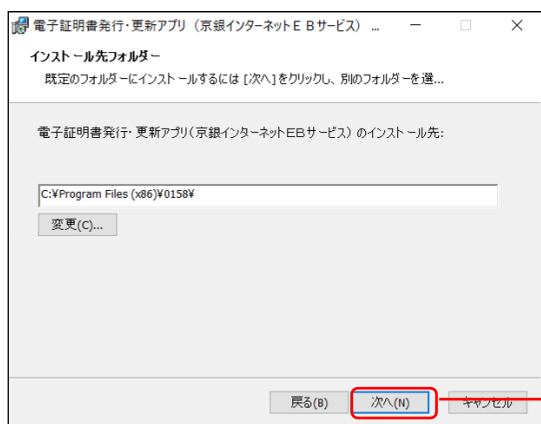 電子証明書発行・更新アプリ（京銀インターネットＥＢサービス） ...
インストール先フォルダー
既定のフォルダーにインストールするには [次へ]をクリックし、別のフォルダーを選...
電子証明書発行・更新アプリ(京銀インターネットEBサービス) のインストール先:
C:¥Program Files (x86)¥0158¥
変更(C)...
戻る(B) 次へ(N) キャンセル